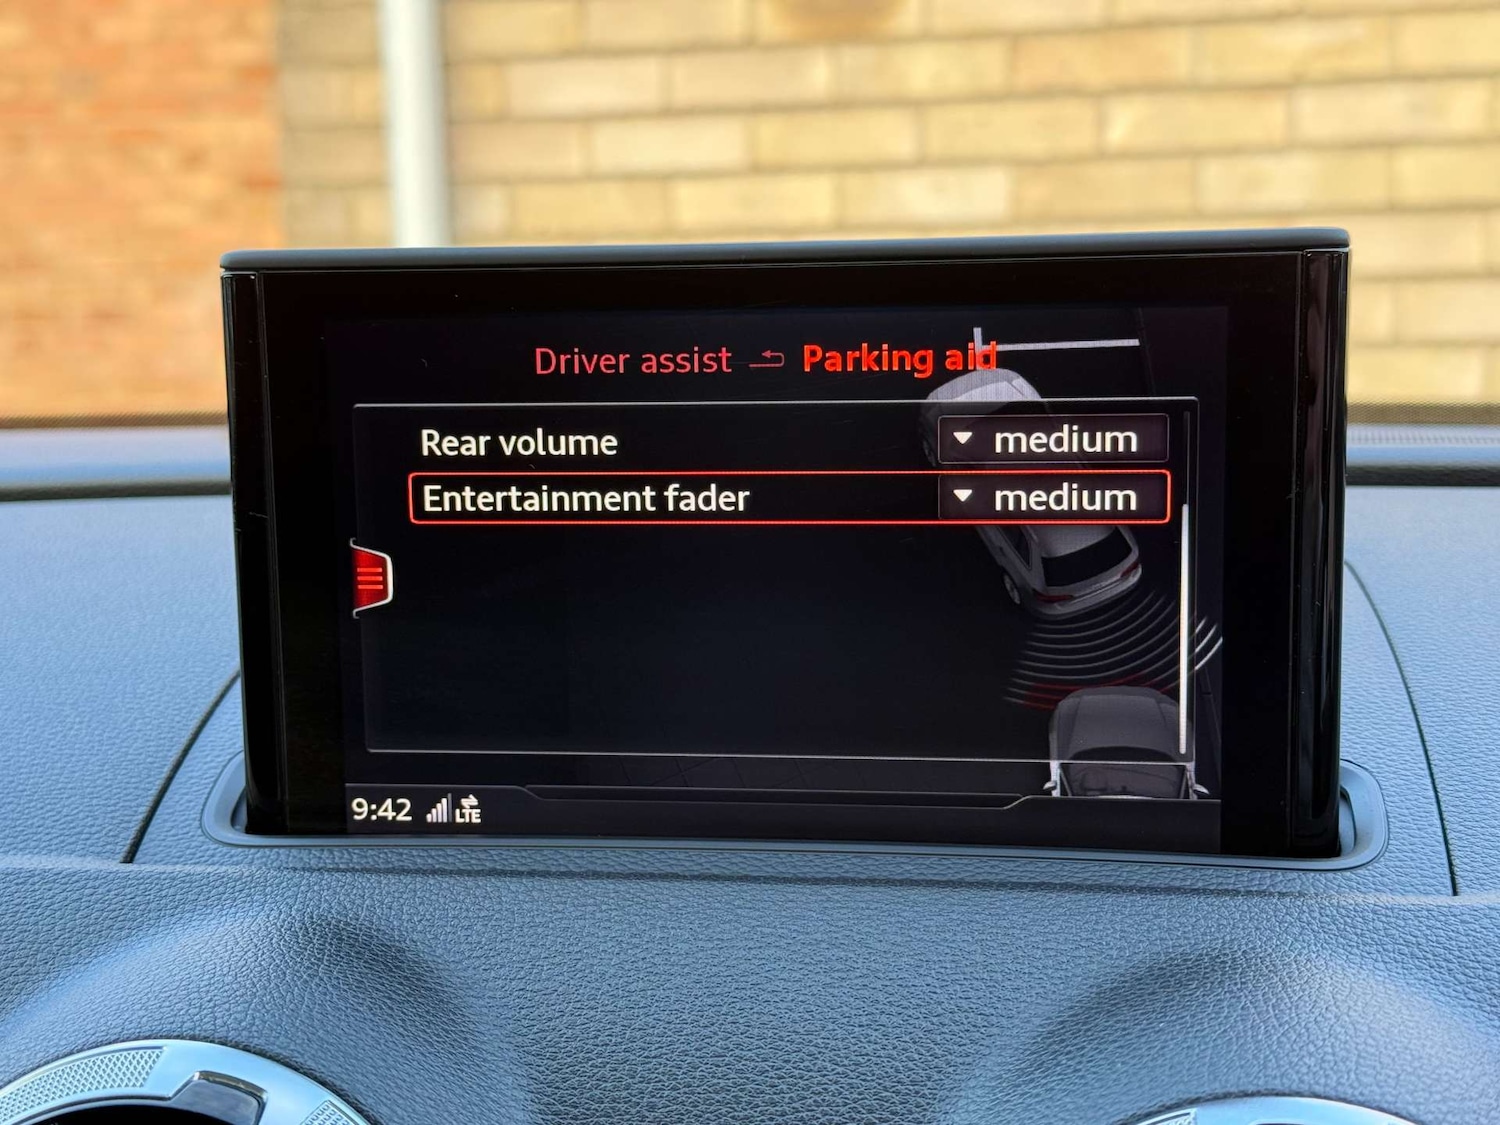 Driver assist Parking aid
Rear volume medium
Entertainment fader medium
9:42 LTE